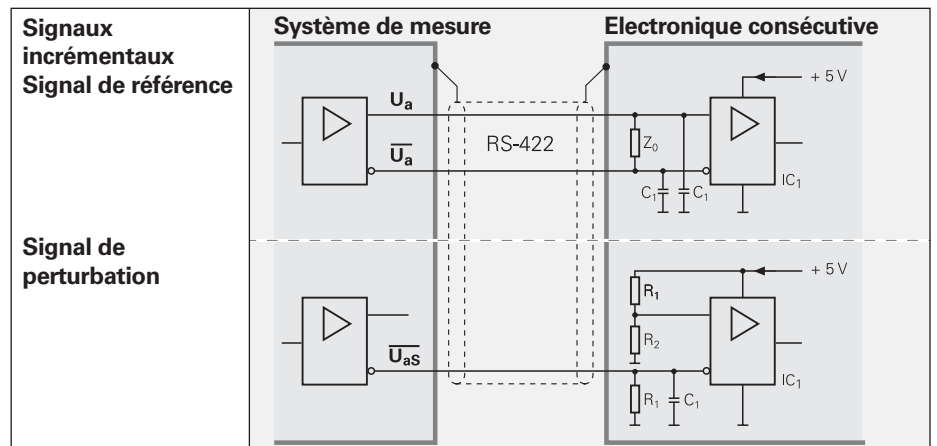 Signaux
incrémentaux
Signal de référence
Système de mesure
Electronique consécutive
+ 5 V
Ua
RS-422
Z0
Ua
C1
C1
IC1
Signal de
perturbation
+ 5 V
R1
R2
UaS
IC1
R1
C1